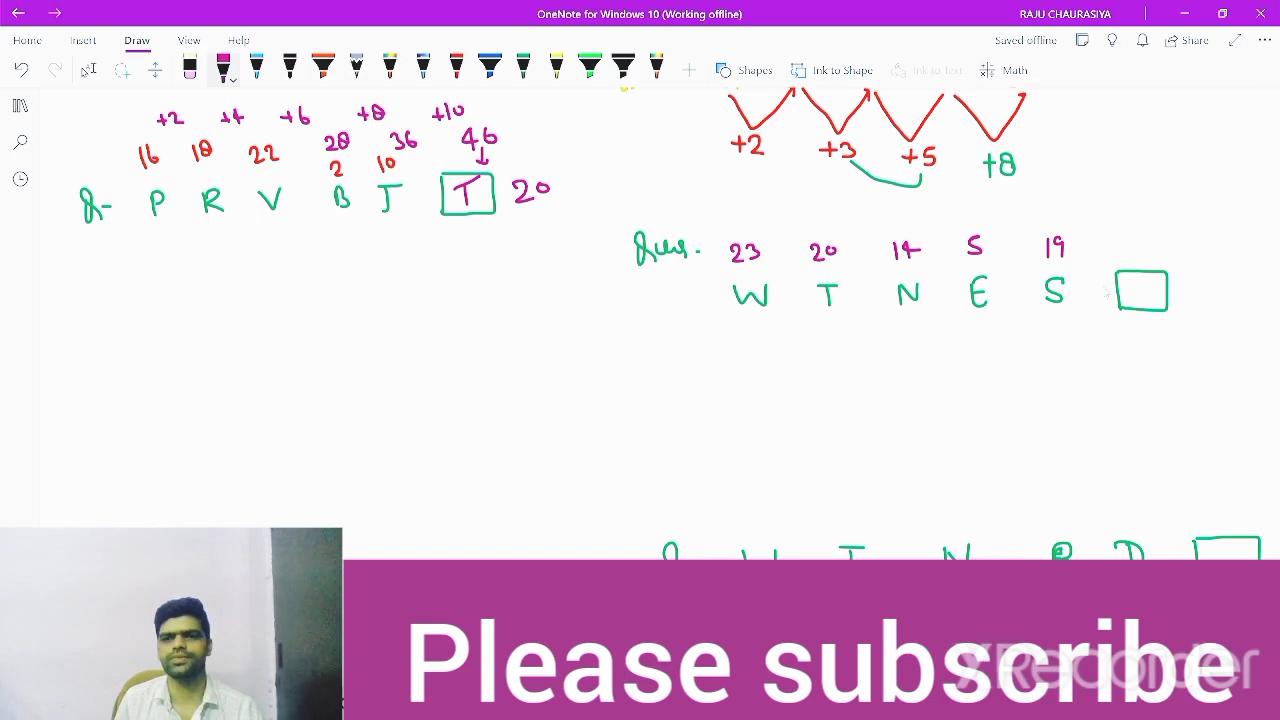 OneNote for Windows 10 (Working offline)
RAJU CHAURASIYA
Home Insert Draw View Help
Saved offline
Share
Shapes
Ink to Shape
Ink to Text
Math
+2 +4 +6 +8 +10
16 18 22 28 36 46
2 10
Q- P R V B J T 20
+2 +3 +5 +8
Ques. 23 20 14 5 19
W T N E S
Please subscribe
XRecorder